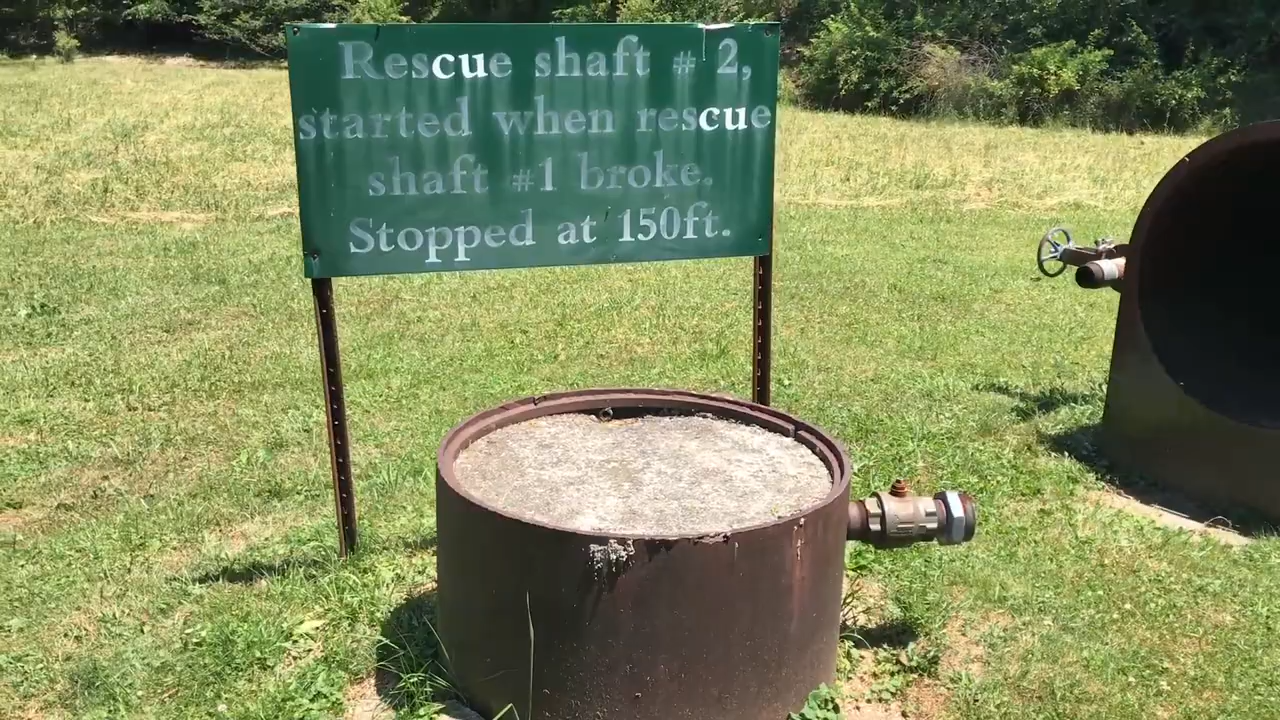 Rescue shaft # 2,
started when rescue
shaft #1 broke.
Stopped at 150ft.